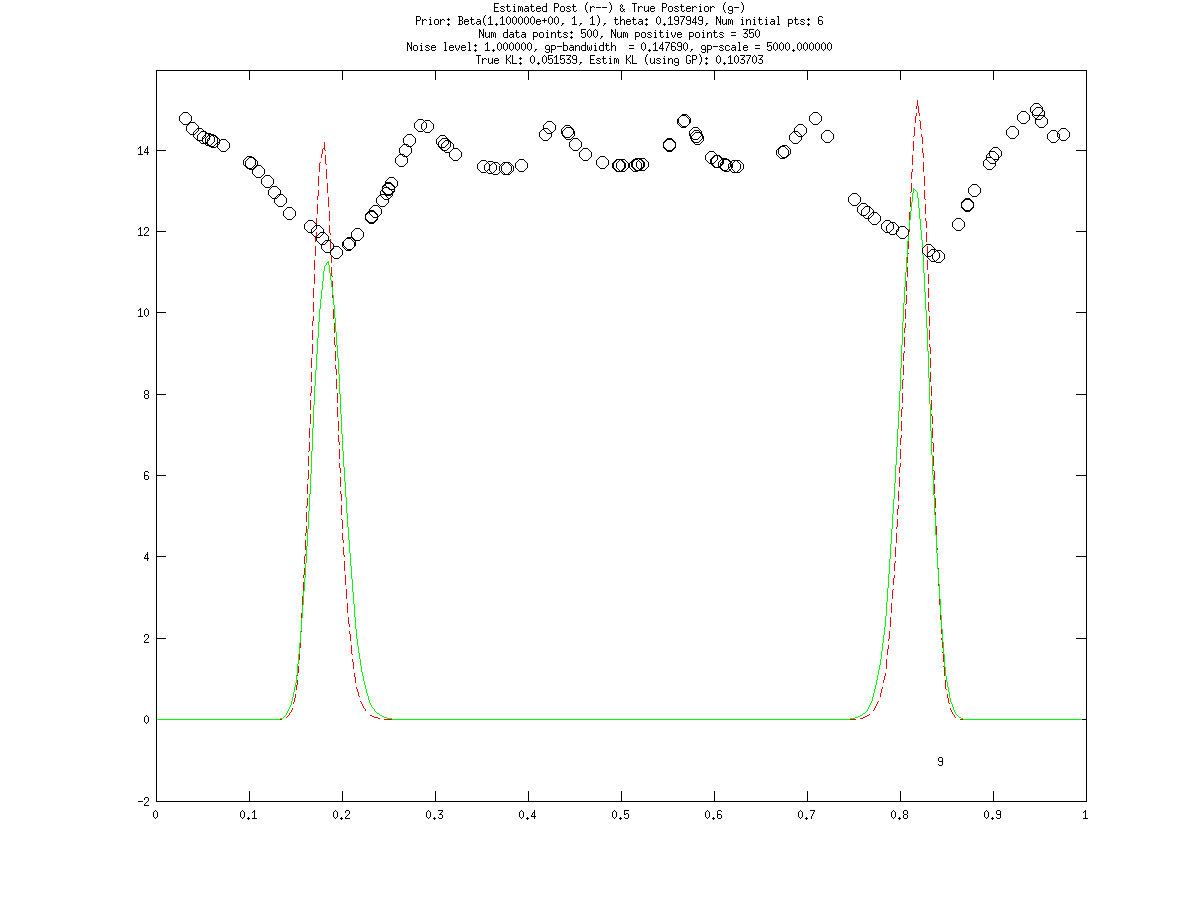 Estimated Post (r--) & True Posterior (g-)
Prior: Beta(1.100000e+00, 1, 1), theta: 0.197949, Num initial pts: 6
Num data points: 500, Num positive points = 350
Noise level: 1.000000, gp-bandwidth  = 0.147690, gp-scale = 5000.000000
True KL: 0.051539, Estim KL (using GP): 0.103703
14
12
10
8
6
4
2
0
9
-2
0 0.1 0.2 0.3 0.4 0.5 0.6 0.7 0.8 0.9 1